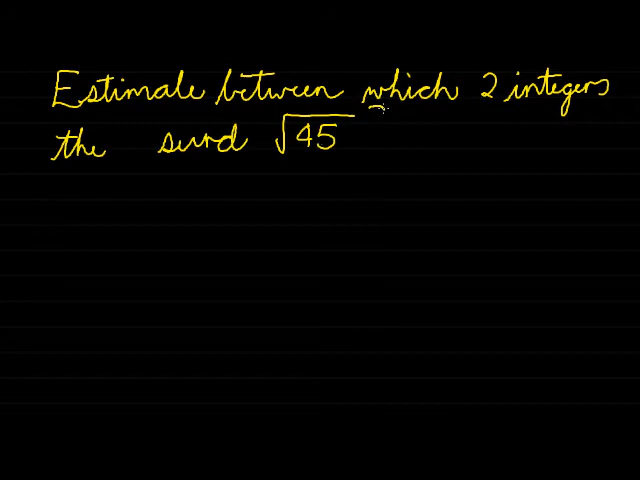 Estimate between which 2 integers
the surd √45